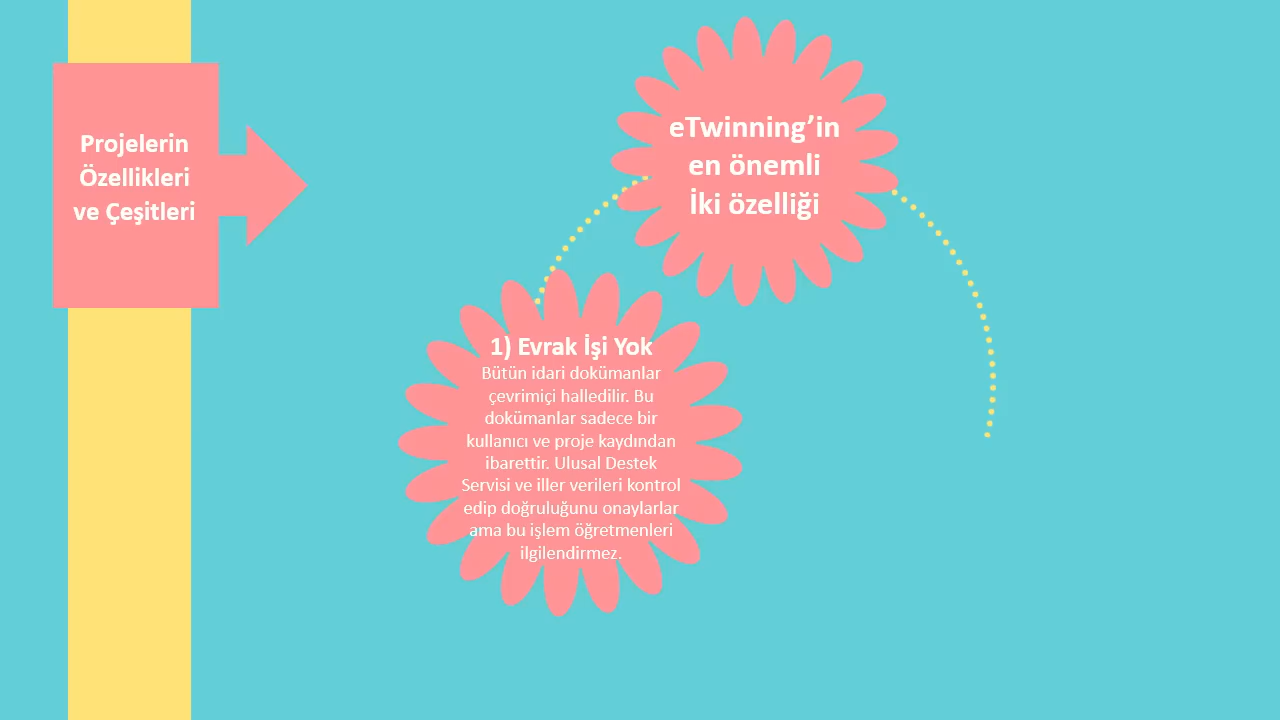 Projelerin
Özellikleri
ve Çeşitleri
eTwinning’in
en önemli
İki özelliği
1) Evrak İşi Yok
Bütün idari dokümanlar
çevrimiçi halledilir. Bu
dokümanlar sadece bir
kullanıcı ve proje kaydından
ibarettir. Ulusal Destek
Servisi ve iller verileri kontrol
edip doğruluğunu onaylarlar
ama bu işlem öğretmenleri
ilgilendirmez.